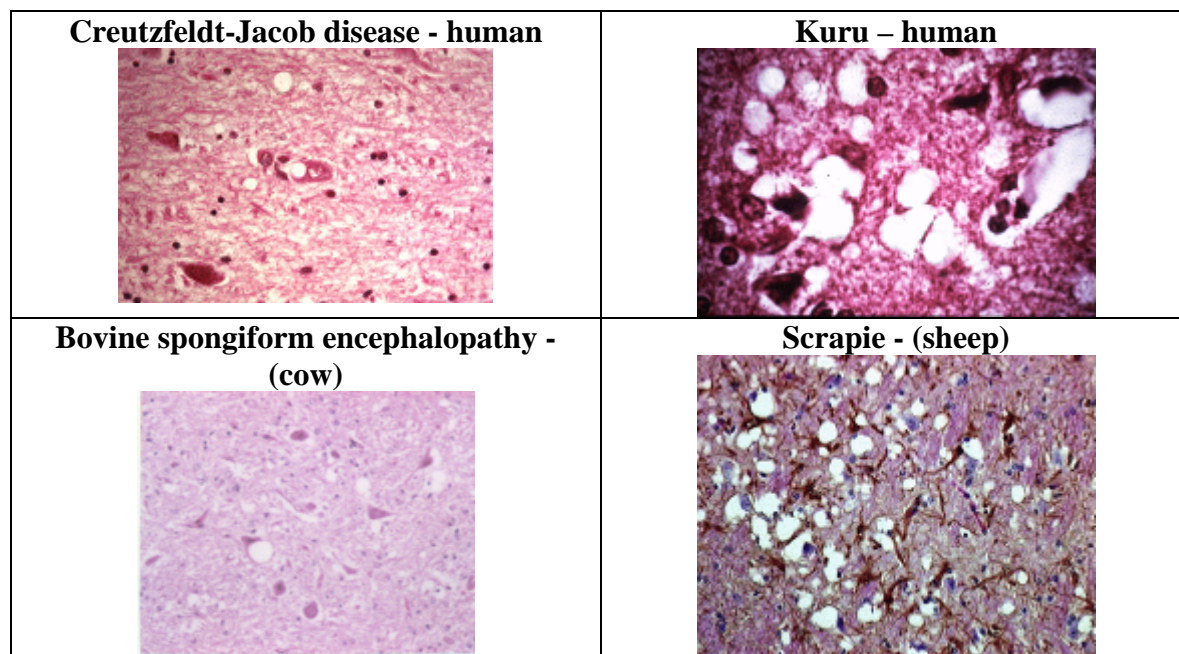 Creutzfeldt-Jacob disease - human
Kuru – human
Bovine spongiform encephalopathy -
(cow)
Scrapie - (sheep)